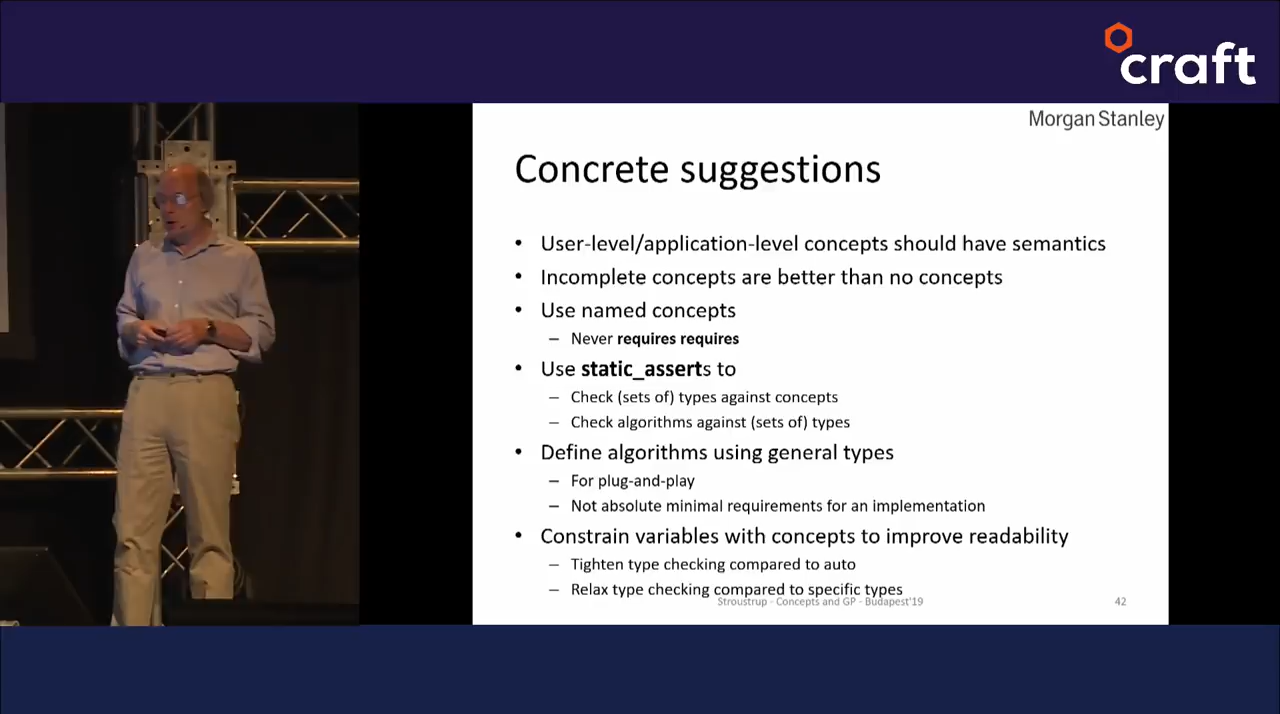 craft
Morgan Stanley
Concrete suggestions
• User-level/application-level concepts should have semantics
• Incomplete concepts are better than no concepts
• Use named concepts
– Never requires requires
• Use static_asserts to
– Check (sets of) types against concepts
– Check algorithms against (sets of) types
• Define algorithms using general types
– For plug-and-play
– Not absolute minimal requirements for an implementation
• Constrain variables with concepts to improve readability
– Tighten type checking compared to auto
– Relax type checking compared to specific types
Stroustrup - Concepts and GP - Budapest'19
42